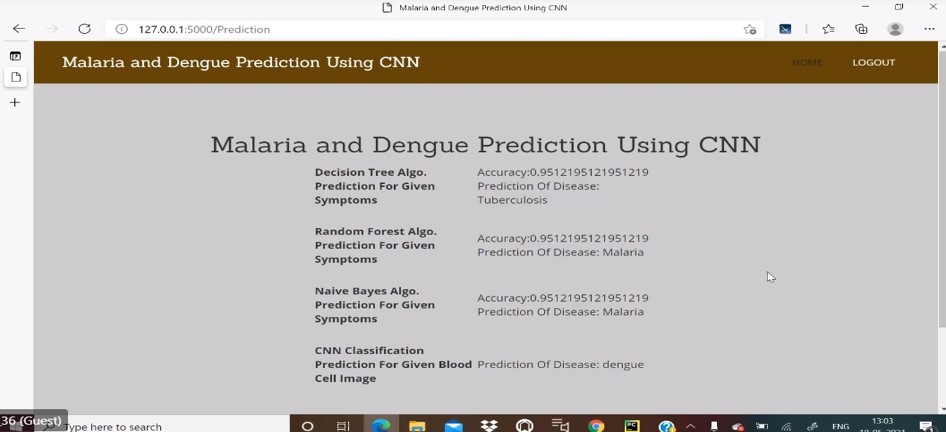 Malaria and Dengue Prediction Using CNN
127.0.0.1:5000/Prediction
Malaria and Dengue Prediction Using CNN
HOME
LOGOUT
Malaria and Dengue Prediction Using CNN
Decision Tree Algo.
Prediction For Given
Symptoms
Accuracy:0.9512195121951219
Prediction Of Disease:
Tuberculosis
Random Forest Algo.
Prediction For Given
Symptoms
Accuracy:0.9512195121951219
Prediction Of Disease: Malaria
Naive Bayes Algo.
Prediction For Given
Symptoms
Accuracy:0.9512195121951219
Prediction Of Disease: Malaria
CNN Classification
Prediction For Given Blood
Cell Image
Prediction Of Disease: dengue
36 (Guest)
Type here to search
PC
ENG
13:03